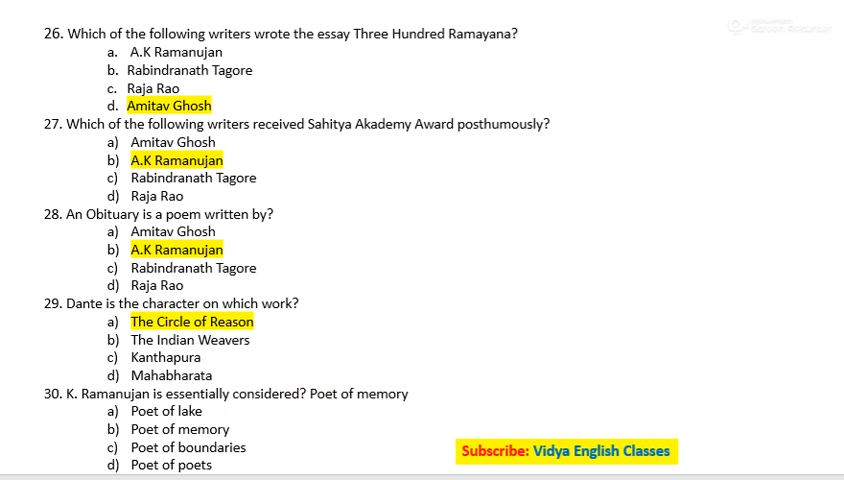 26. Which of the following writers wrote the essay Three Hundred Ramayana?
a. A.K Ramanujan
b. Rabindranath Tagore
c. Raja Rao
d. Amitav Ghosh
27. Which of the following writers received Sahitya Akademy Award posthumously?
a) Amitav Ghosh
b) A.K Ramanujan
c) Rabindranath Tagore
d) Raja Rao
28. An Obituary is a poem written by?
a) Amitav Ghosh
b) A.K Ramanujan
c) Rabindranath Tagore
d) Raja Rao
29. Dante is the character on which work?
a) The Circle of Reason
b) The Indian Weavers
c) Kanthapura
d) Mahabharata
30. K. Ramanujan is essentially considered? Poet of memory
a) Poet of lake
b) Poet of memory
c) Poet of boundaries
d) Poet of poets
Subscribe: Vidya English Classes